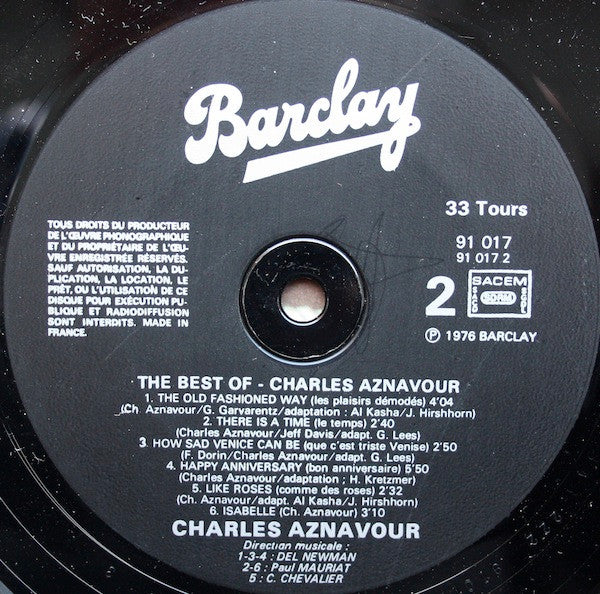 Barclay
33 Tours
91 017
91 017 2
2
SACEM
SACD
SDRM
SGDL
℗ 1976 BARCLAY
TOUS DROITS DU PRODUCTEUR
DE L'ŒUVRE PHONOGRAPHIQUE
ET DU PROPRIÉTAIRE DE L'ŒU-
VRE ENREGISTRÉE RÉSERVÉS.
SAUF AUTORISATION, LA DU-
PLICATION, LA LOCATION, LE
PRÊT, OU L'UTILISATION DE CE
DISQUE POUR EXÉCUTION PU-
BLIQUE ET RADIODIFFUSION
SONT INTERDITS. MADE IN
FRANCE.
THE BEST OF - CHARLES AZNAVOUR
1. THE OLD FASHIONED WAY (les plaisirs démodés) 4'04
(Ch. Aznavour/G. Garvarentz/adaptation : Al Kasha/J. Hirshhorn)
2. THERE IS A TIME (le temps) 2'40
(Charles Aznavour/Jeff Davis/adapt. G. Lees)
3. HOW SAD VENICE CAN BE (que c'est triste Venise) 2'50
(F. Dorin/Charles Aznavour/adapt. G. Lees)
4. HAPPY ANNIVERSARY (bon anniversaire) 5'50
(Charles Aznavour/adaptation : H. Kretzmer)
5. LIKE ROSES (comme des roses) 2'32
(Ch. Aznavour/adapt. Al Kasha/J. Hirshhorn)
6. ISABELLE (Ch. Aznavour) 3'10
CHARLES AZNAVOUR
Direction musicale :
1-3-4 : DEL NEWMAN
2-6 : Paul MAURIAT
5 : C. CHEVALIER